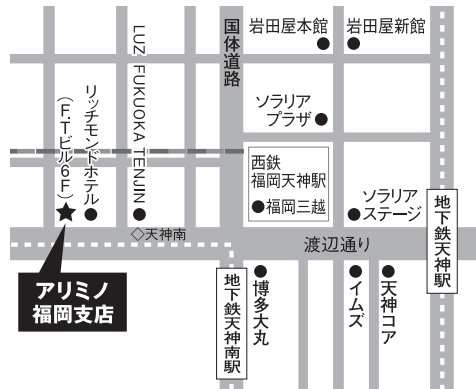 岩田屋本館
岩田屋新館
国体道路
LUZ FUKUOKA TENJIN
リッチモンドホテル
(F.Tビル6F)
ソラリア
プラザ
西鉄
福岡天神駅
福岡三越
ソラリア
ステージ
地下鉄天神駅
◇天神南
渡辺通り
アリミノ
福岡支店
地下鉄天神南駅
博多大丸
イムズ
天神コア